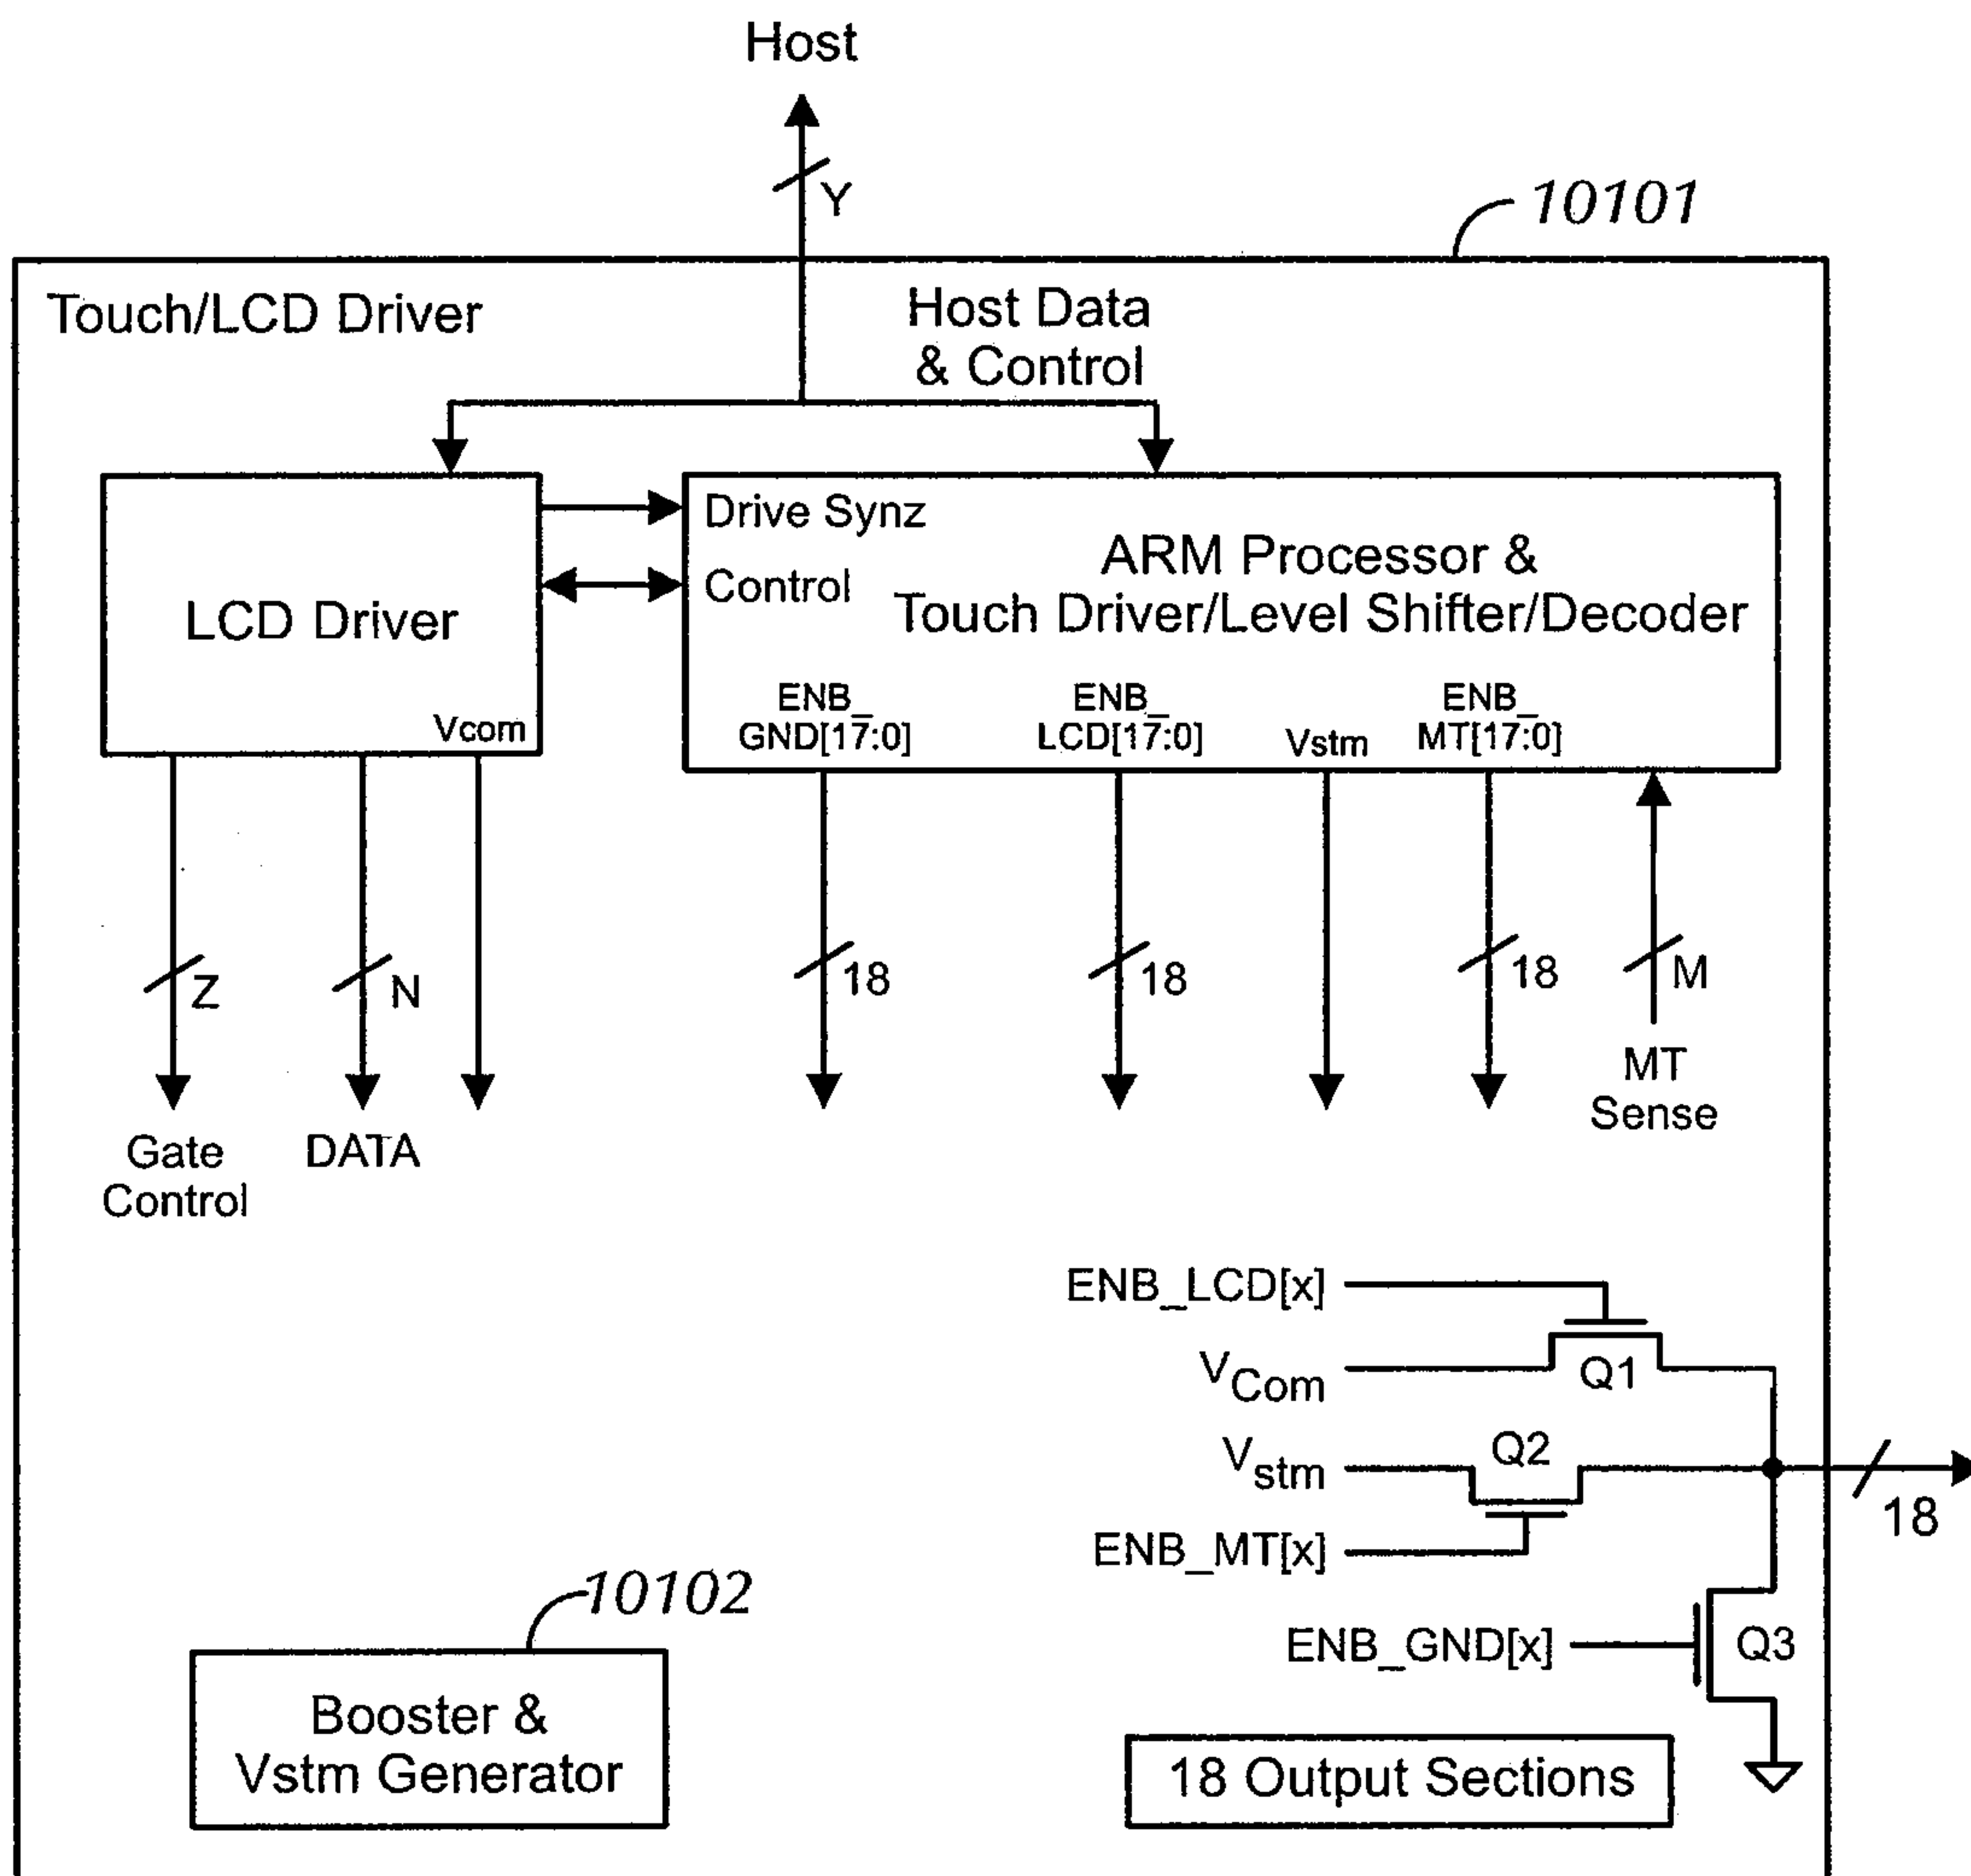 Host
Y
10101
Touch/LCD Driver
Host Data
& Control
Drive Synz
Control
ARM Processor &
Touch Driver/Level Shifter/Decoder
LCD Driver
Vcom
ENB_
GND[17:0]
ENB_
LCD[17:0]
Vstm
ENB_
MT[17:0]
Z
N
18
18
18
M
Gate
Control
DATA
MT
Sense
ENB_LCD[x]
VCom
Q1
Vstm
Q2
ENB_MT[x]
18
ENB_GND[x]
Q3
10102
Booster &
Vstm Generator
18 Output Sections